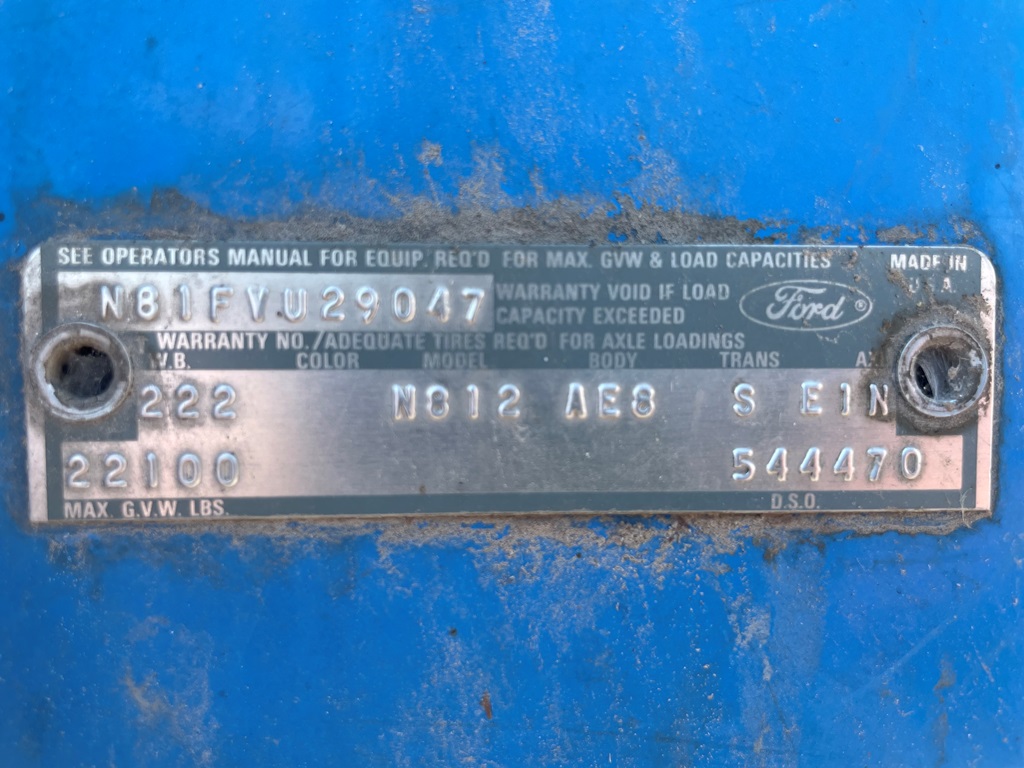 SEE OPERATORS MANUAL FOR EQUIP. REQ'D FOR MAX. GVW & LOAD CAPACITIES MADE IN
U.S.A.
N81FYU29047 WARRANTY VOID IF LOAD Ford ®
CAPACITY EXCEEDED
WARRANTY NO./ADEQUATE TIRES REQ'D FOR AXLE LOADINGS
W.B. COLOR MODEL BODY TRANS
222 N812 AE8 S E1N
22100 544470
MAX. G.V.W. LBS. D.S.O.